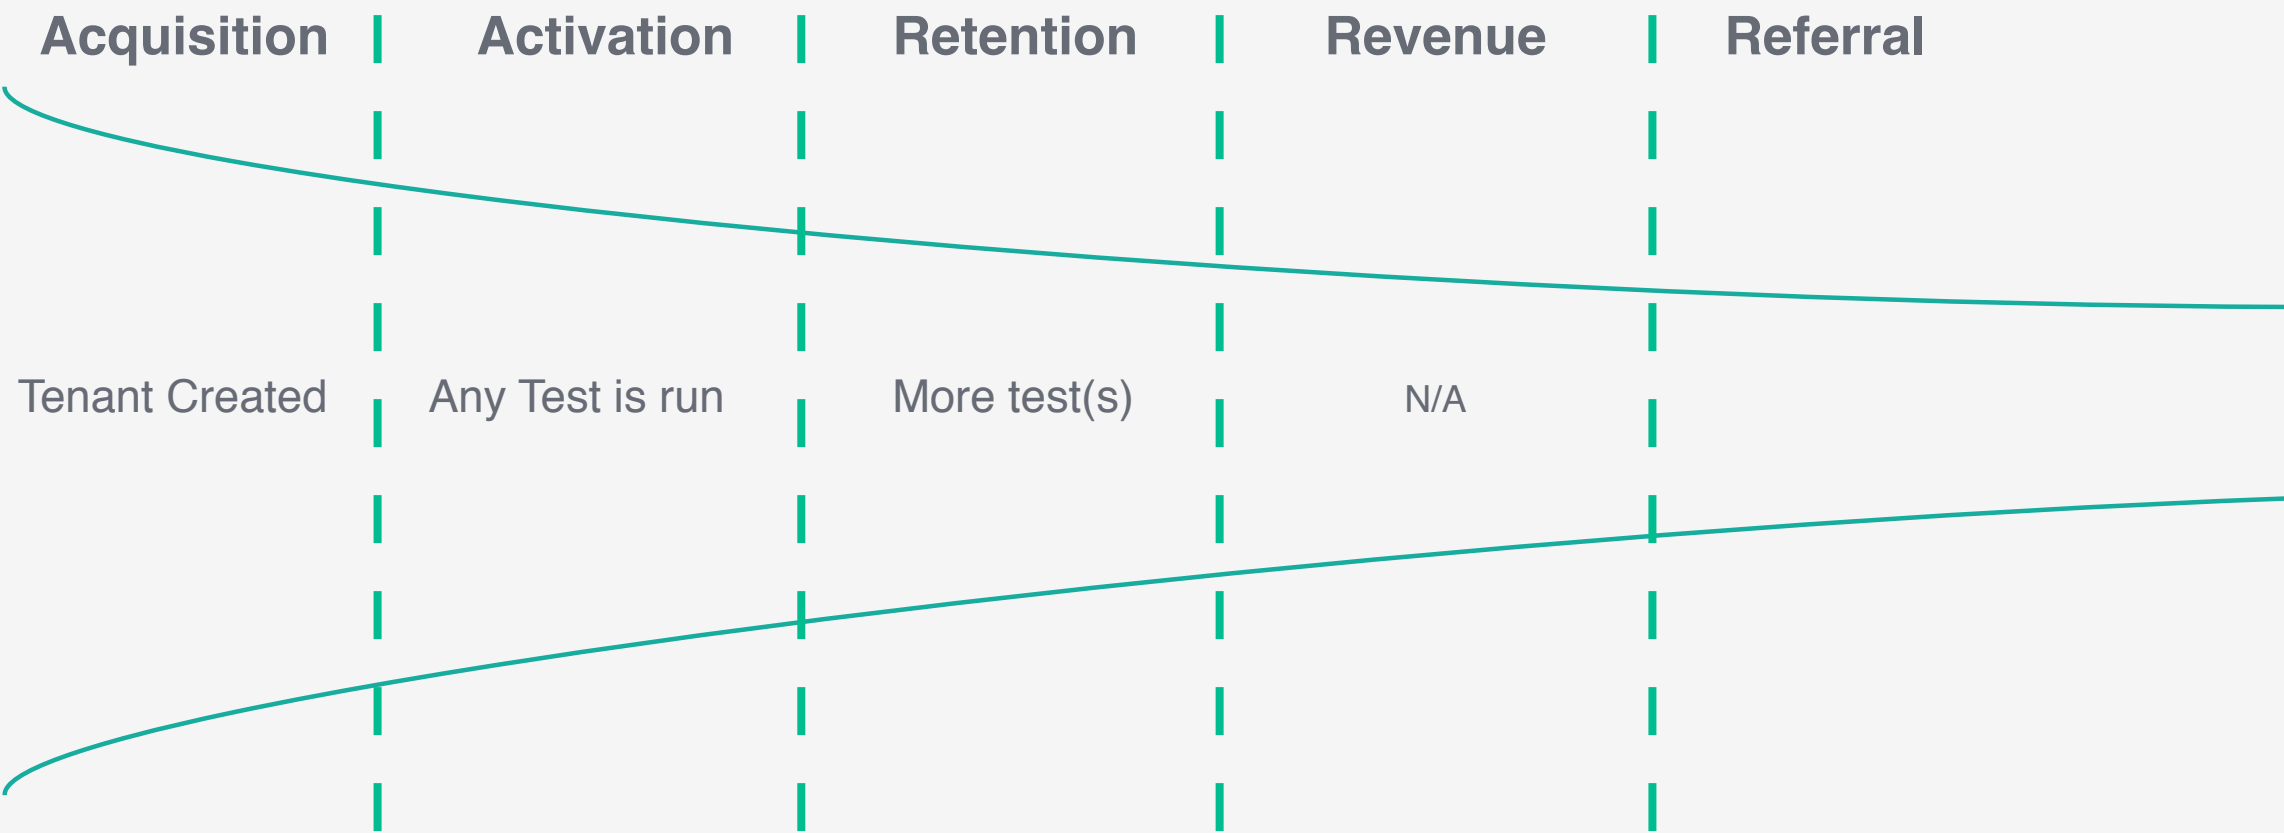 Acquisition
Activation
Retention
Revenue
Referral
Tenant Created
Any Test is run
More test(s)
N/A